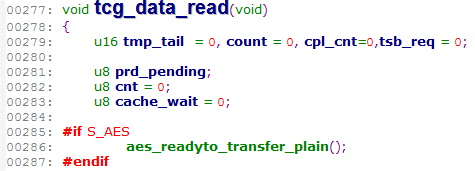 00277: void tcg_data_read(void)
00278: {
00279:     u16 tmp_tail  = 0, count = 0, cpl_cnt=0,tsb_req = 0;
00280:
00281:     u8 prd_pending;
00282:     u8 cnt = 0;
00283:     u8 cache_wait = 0;
00284:
00285: #if S_AES
00286:         aes_readyto_transfer_plain();
00287: #endif